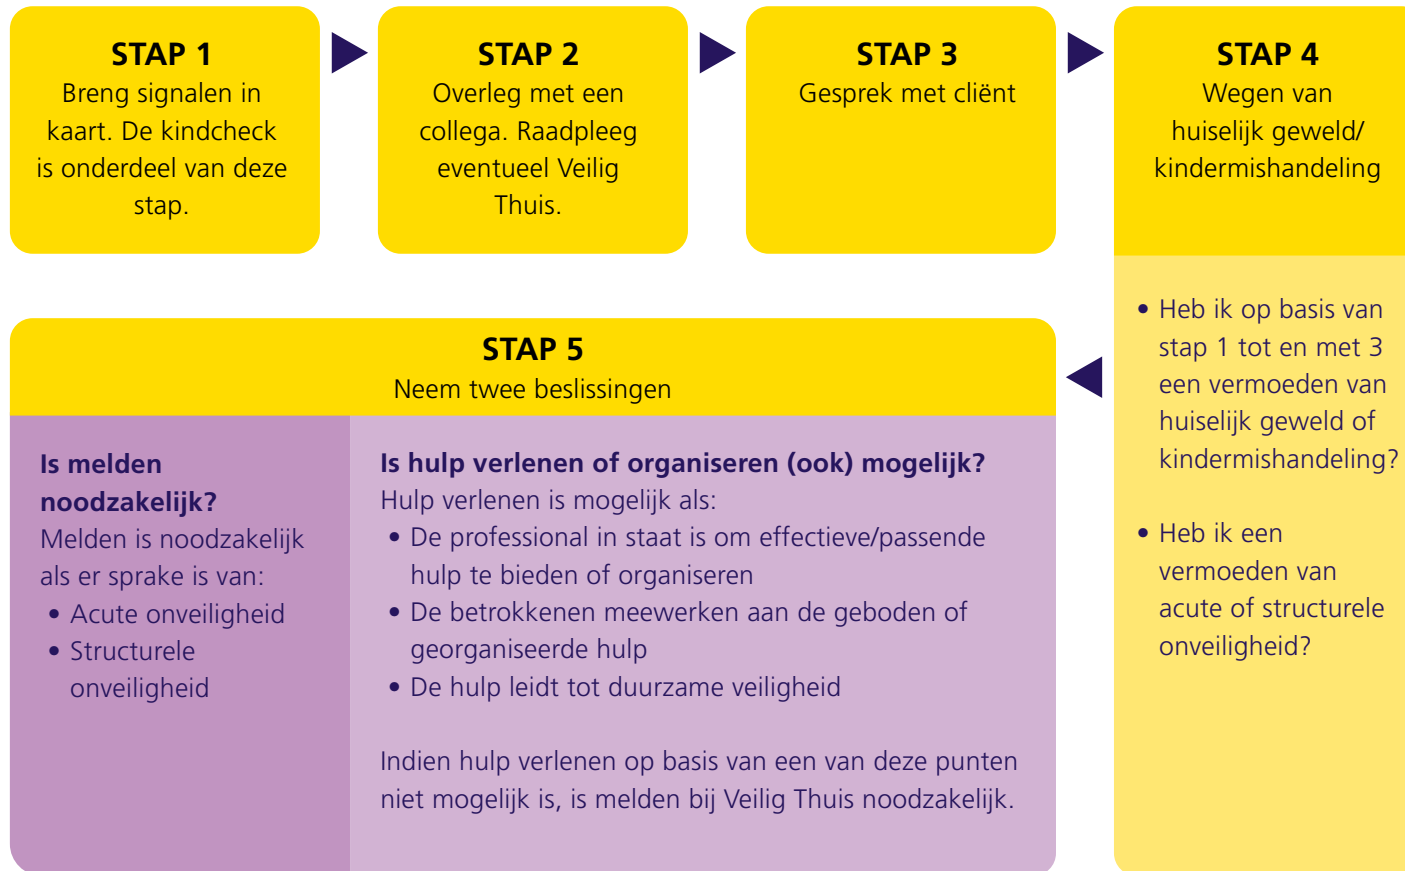 STAP 1
Breng signalen in
kaart. De kindcheck
is onderdeel van deze
stap.
STAP 2
Overleg met een
collega. Raadpleeg
eventueel Veilig
Thuis.
STAP 3
Gesprek met cliënt
STAP 4
Wegen van
huiselijk geweld/
kindermishandeling
• Heb ik op basis van
stap 1 tot en met 3
een vermoeden van
huiselijk geweld of
kindermishandeling?
• Heb ik een
vermoeden van
acute of structurele
onveiligheid?
STAP 5
Neem twee beslissingen
Is melden
noodzakelijk?
Melden is noodzakelijk
als er sprake is van:
• Acute onveiligheid
• Structurele
onveiligheid
Is hulp verlenen of organiseren (ook) mogelijk?
Hulp verlenen is mogelijk als:
• De professional in staat is om effectieve/passende
hulp te bieden of organiseren
• De betrokkenen meewerken aan de geboden of
georganiseerde hulp
• De hulp leidt tot duurzame veiligheid
Indien hulp verlenen op basis van een van deze punten
niet mogelijk is, is melden bij Veilig Thuis noodzakelijk.